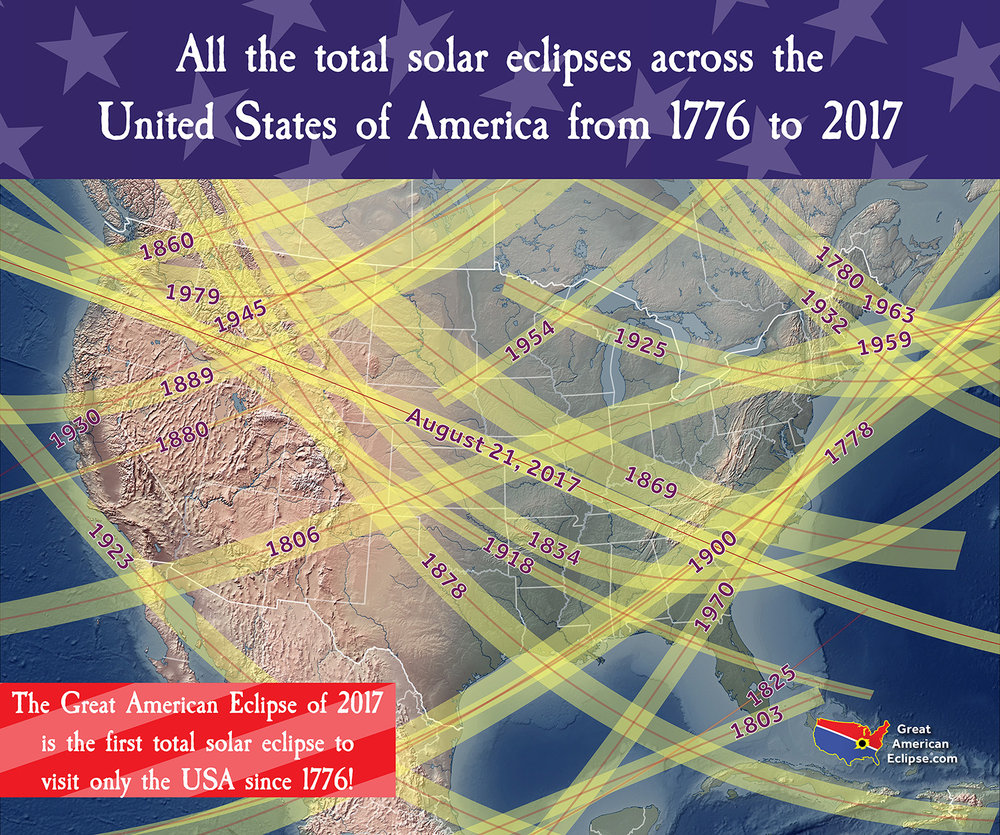 All the total solar eclipses across the
United States of America from 1776 to 2017
1860
1780
1979
1963
1945
1932
1954
1925
1959
1889
August 21, 2017
1930
1880
1778
1869
1806
1923
1834
1900
1918
1878
1970
1825
1803
The Great American Eclipse of 2017
is the first total solar eclipse to
visit only the USA since 1776!
Great
American
Eclipse.com